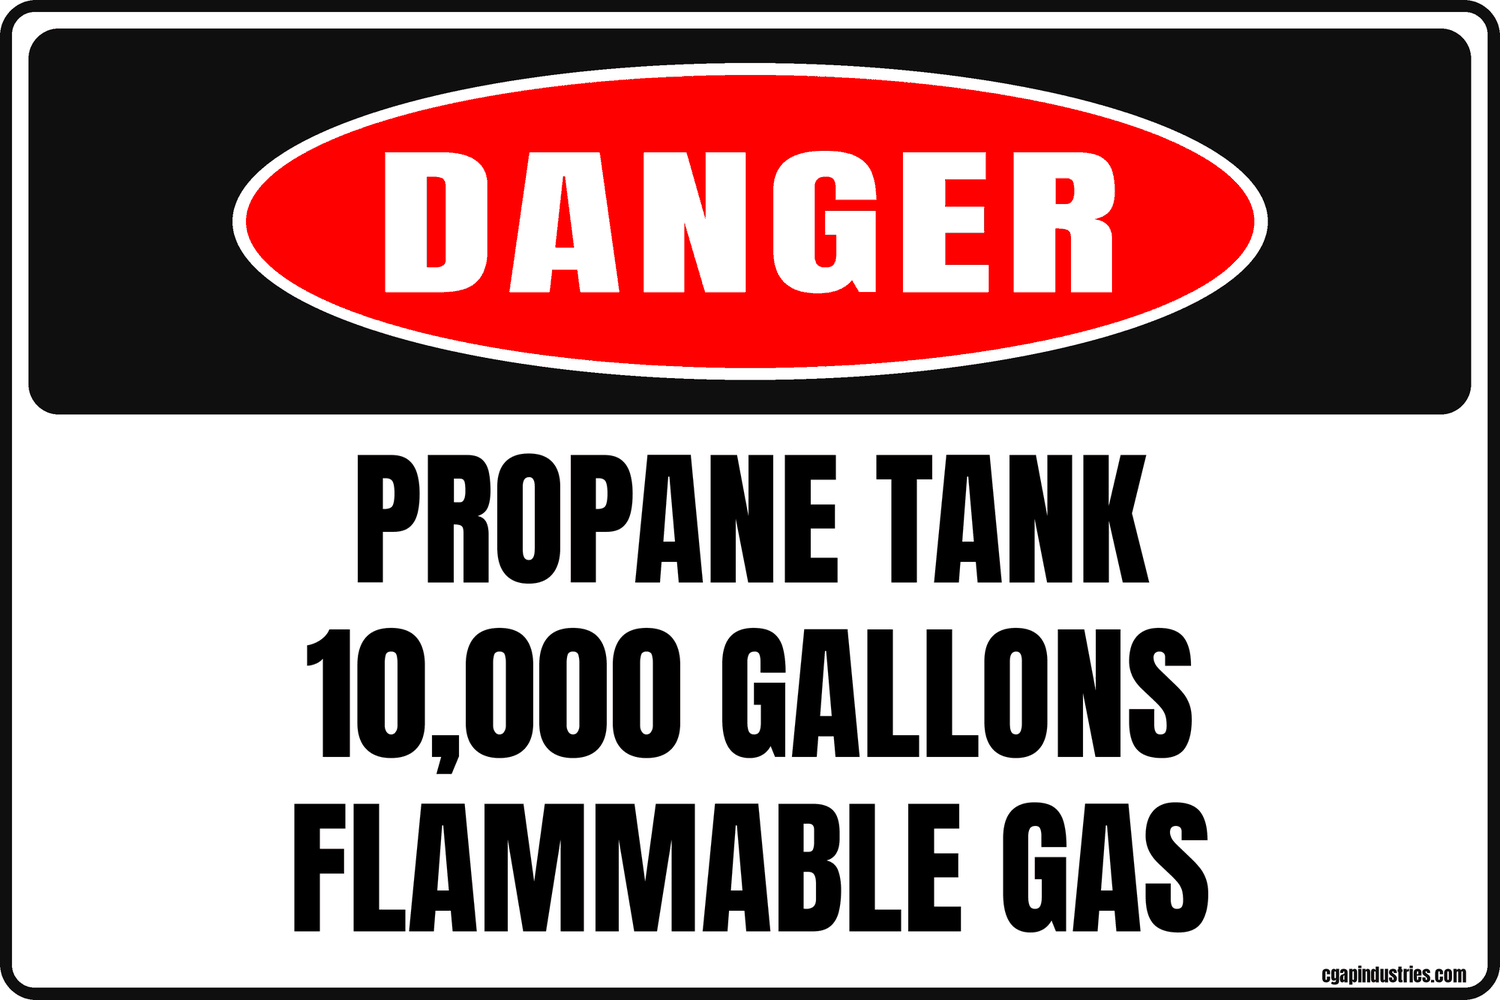 DANGER
PROPANE TANK
10,000 GALLONS
FLAMMABLE GAS
cgapindustries.com